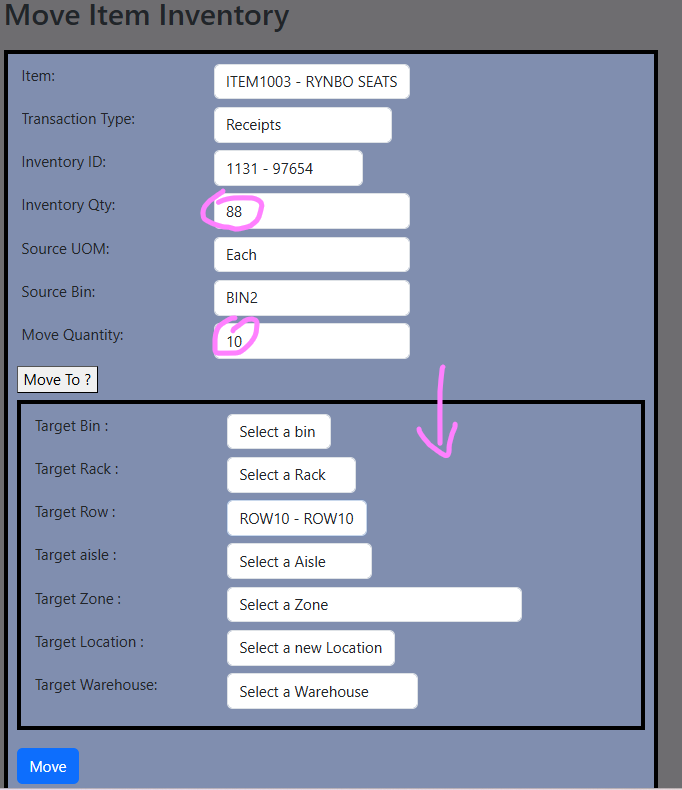 Move Item Inventory
Item: ITEM1003 - RYNBO SEATS
Transaction Type: Receipts
Inventory ID: 1131 - 97654
Inventory Qty: 88
Source UOM: Each
Source Bin: BIN2
Move Quantity: 10
Move To ?
Target Bin : Select a bin
Target Rack : Select a Rack
Target Row : ROW10 - ROW10
Target aisle : Select a Aisle
Target Zone : Select a Zone
Target Location : Select a new Location
Target Warehouse: Select a Warehouse
Move